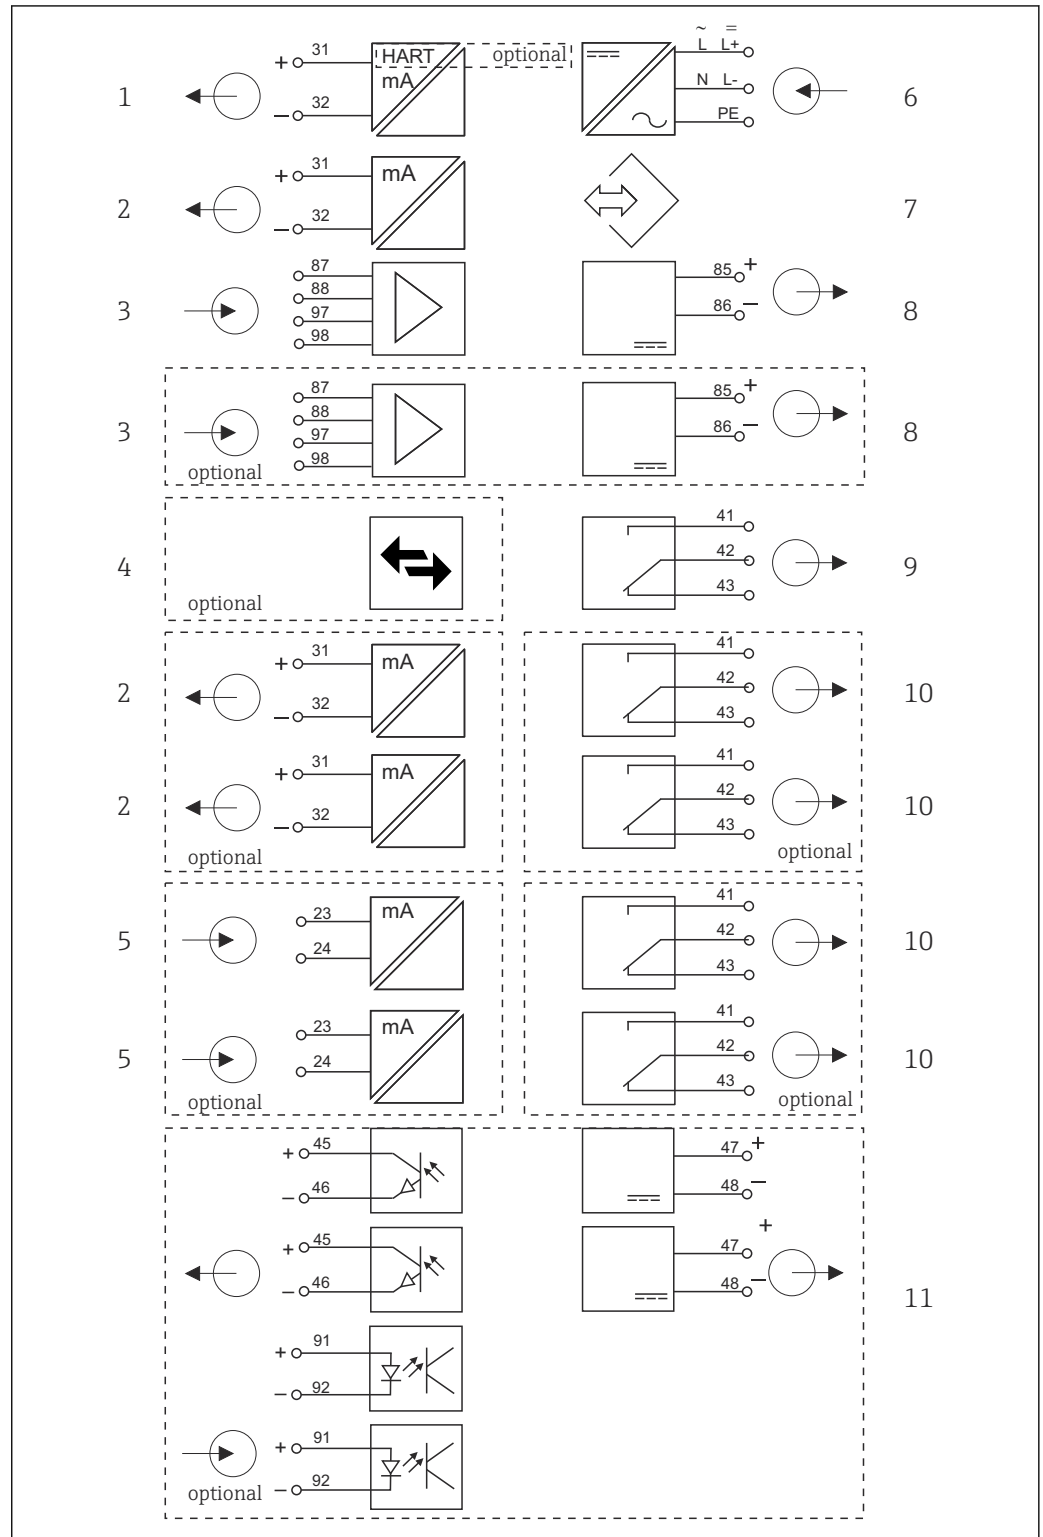 1 + 31 HART optional
mA
− 32
~ =
L L+ 6
N L-
PE
2 + 31 mA
− 32
7
3 87
88
97
98
85 + 8
86 −
3 87
88
97
98
optional
85 + 8
86 −
4 optional
41
42 9
43
2 + 31 mA
− 32
41
42 10
43
2 + 31 mA
− 32
optional
41
42 10
43
optional
5 23 mA
24
41
42 10
43
5 23 mA
24
optional
41
42 10
43
optional
+ 45
− 46
47 +
48 −
+ 45
− 46
47 +
48 −
11
+ 91
− 92
+ 91
− 92
optional